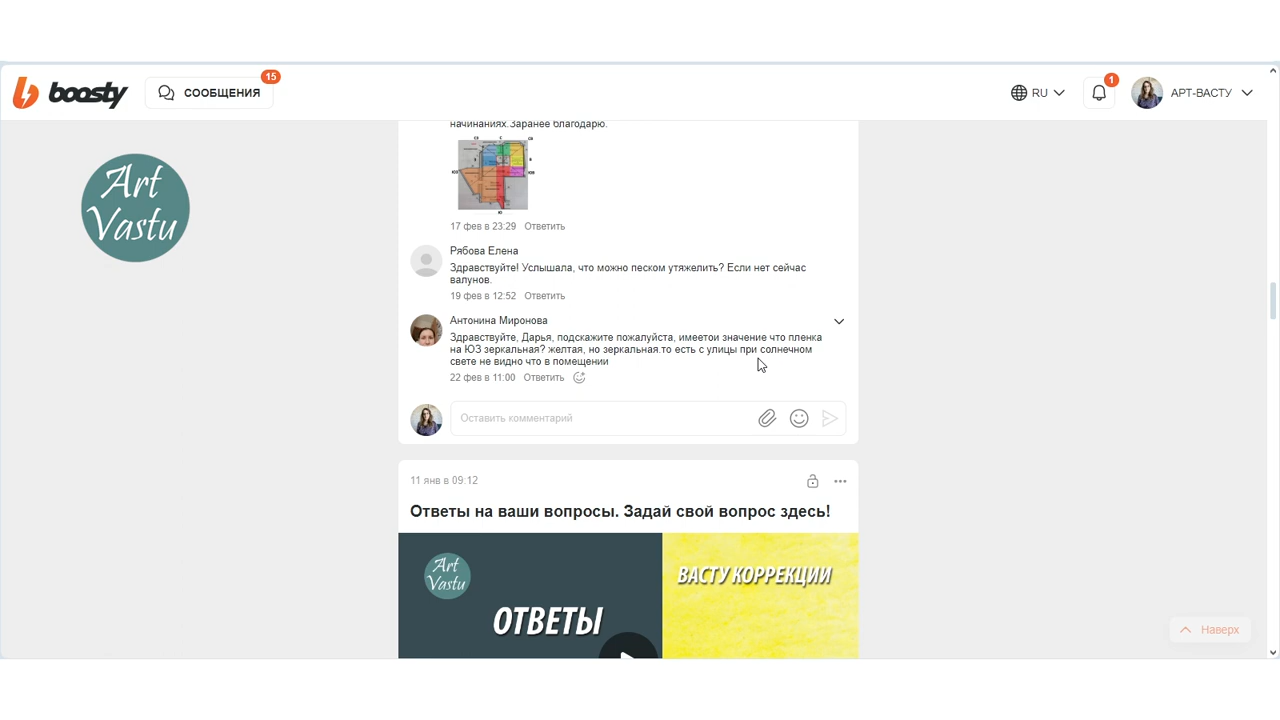 boosty
СООБЩЕНИЯ
15
RU
1
АРТ-ВАСТУ
Art
Vastu
начинаниях.Заранее благодарю.
17 фев в 23:29 Ответить
Рябова Елена
Здравствуйте! Услышала, что можно песком утяжелить? Если нет сейчас
валунов.
19 фев в 12:52 Ответить
Антонина Миронова
Здравствуйте, Дарья, подскажите пожалуйста, имеетои значение что пленка
на ЮЗ зеркальная? желтая, но зеркальная.то есть с улицы при солнечном
свете не видно что в помещении
22 фев в 11:00 Ответить
Оставить комментарий
11 янв в 09:12
Ответы на ваши вопросы. Задай свой вопрос здесь!
Art
Vastu
ОТВЕТЫ
ВАСТУ КОРРЕКЦИИ
Наверх